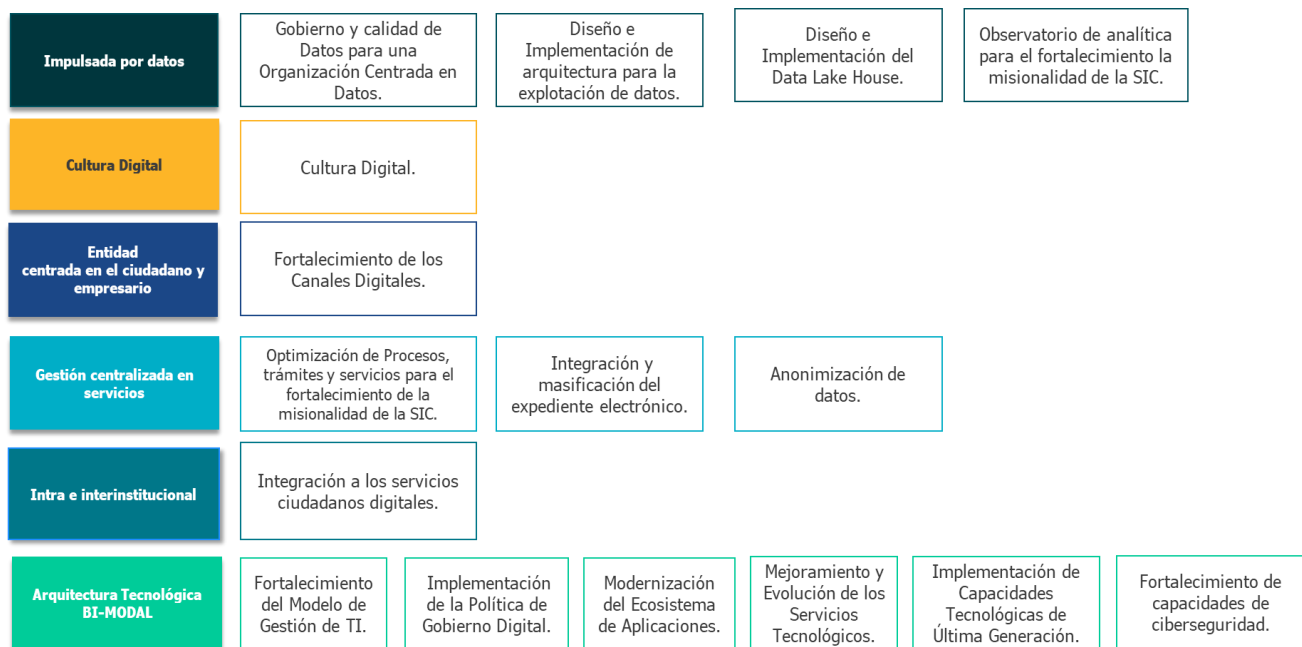 Impulsada por datos
Gobierno y calidad de
Datos para una
Organización Centrada en
Datos.
Diseño e
Implementación de
arquitectura para la
explotación de datos.
Diseño e
Implementación del
Data Lake House.
Observatorio de analítica
para el fortalecimiento la
misionalidad de la SIC.
Cultura Digital
Cultura Digital.
Entidad
centrada en el ciudadano y
empresario
Fortalecimiento de los
Canales Digitales.
Gestión centralizada en
servicios
Optimización de Procesos,
trámites y servicios para el
fortalecimiento de la
misionalidad de la SIC.
Integración y
masificación del
expediente electrónico.
Anonimización de
datos.
Intra e interinstitucional
Integración a los servicios
ciudadanos digitales.
Arquitectura Tecnológica
BI-MODAL
Fortalecimiento
del Modelo de
Gestión de TI.
Implementación
de la Política de
Gobierno Digital.
Modernización
del Ecosistema
de Aplicaciones.
Mejoramiento y
Evolución de los
Servicios
Tecnológicos.
Implementación de
Capacidades
Tecnológicas de
Última Generación.
Fortalecimiento de
capacidades de
ciberseguridad.